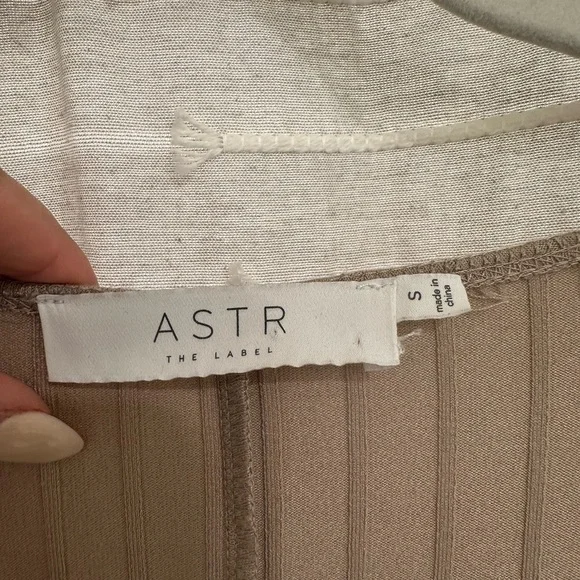 ASTR
THE LABEL
S
made in
china